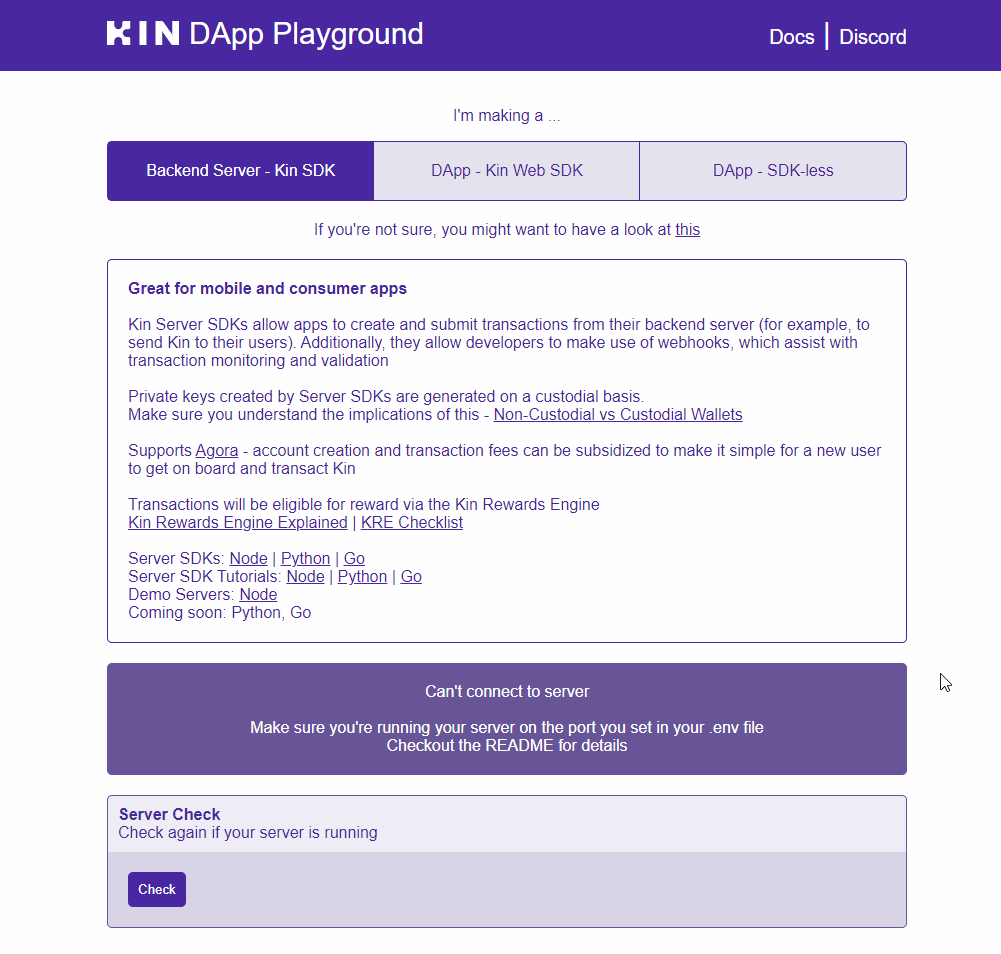 KIN DApp Playground
Docs | Discord
I'm making a ...
Backend Server - Kin SDK
DApp - Kin Web SDK
DApp - SDK-less
If you're not sure, you might want to have a look at this
Great for mobile and consumer apps
Kin Server SDKs allow apps to create and submit transactions from their backend server (for example, to
send Kin to their users). Additionally, they allow developers to make use of webhooks, which assist with
transaction monitoring and validation
Private keys created by Server SDKs are generated on a custodial basis.
Make sure you understand the implications of this - Non-Custodial vs Custodial Wallets
Supports Agora - account creation and transaction fees can be subsidized to make it simple for a new user
to get on board and transact Kin
Transactions will be eligible for reward via the Kin Rewards Engine
Kin Rewards Engine Explained | KRE Checklist
Server SDKs: Node | Python | Go
Server SDK Tutorials: Node | Python | Go
Demo Servers: Node
Coming soon: Python, Go
Can't connect to server
Make sure you're running your server on the port you set in your .env file
Checkout the README for details
Server Check
Check again if your server is running
Check